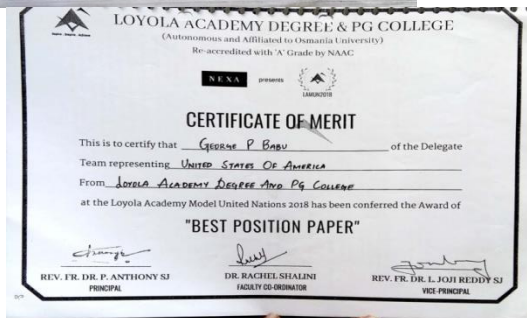 LOYOLA ACADEMY DEGREE & PG COLLEGE
(Autonomous and Affiliated to Osmania University)
Re-accredited with 'A' Grade by NAAC
NEXA presents
LAMUN2018
CERTIFICATE OF MERIT
This is to certify that GEORGE P BABU of the Delegate
Team representing UNITED STATES OF AMERICA
From LOYOLA ACADEMY DEGREE AND PG COLLEGE
at the Loyola Academy Model United Nations 2018 has been conferred the Award of
"BEST POSITION PAPER"
REV. FR. DR. P. ANTHONY SJ
PRINCIPAL
DR. RACHEL SHALINI
FACULTY CO-ORDINATOR
REV. FR. DR. L. JOJI REDDY SJ
VICE-PRINCIPAL